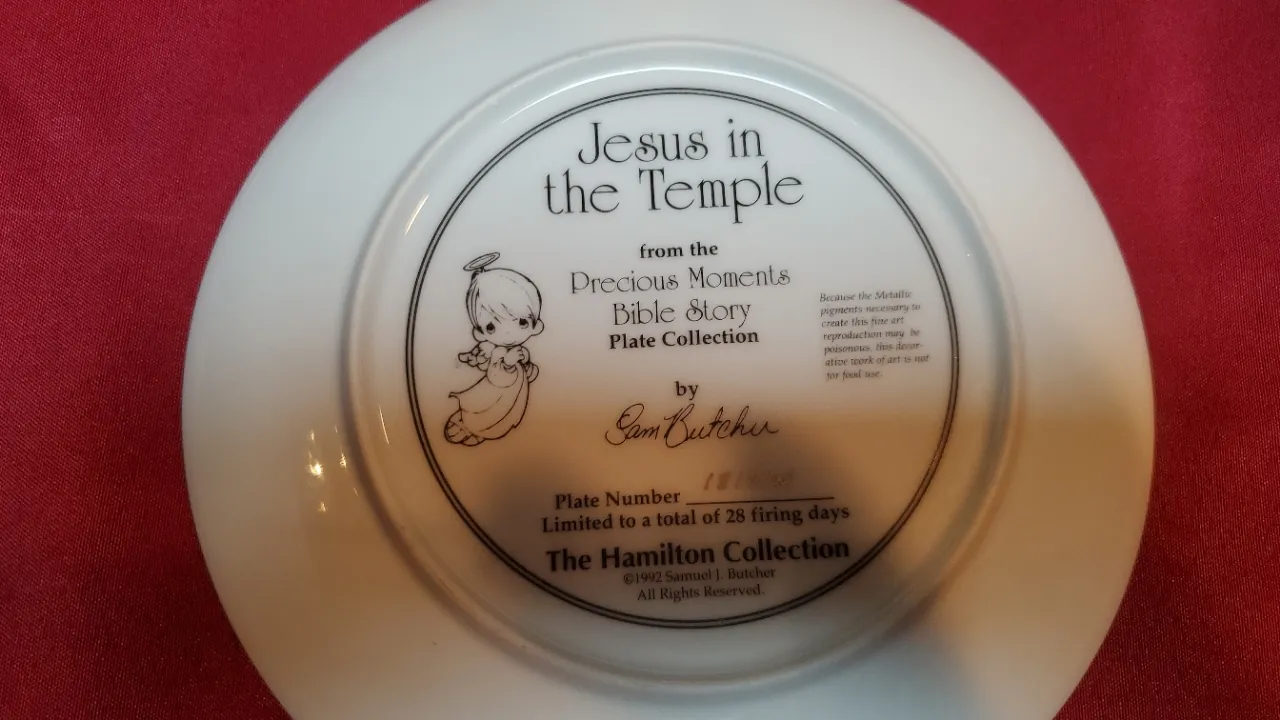 Jesus in
the Temple
from the
Precious Moments
Bible Story
Plate Collection
Because the Metallic
pigments necessary to
create this fine art
reproduction may be
poisonous, this decor-
ative work of art is not
for food use.
by
Sam Butcher
Plate Number
Limited to a total of 28 firing days
The Hamilton Collection
©1992 Samuel J. Butcher
All Rights Reserved.